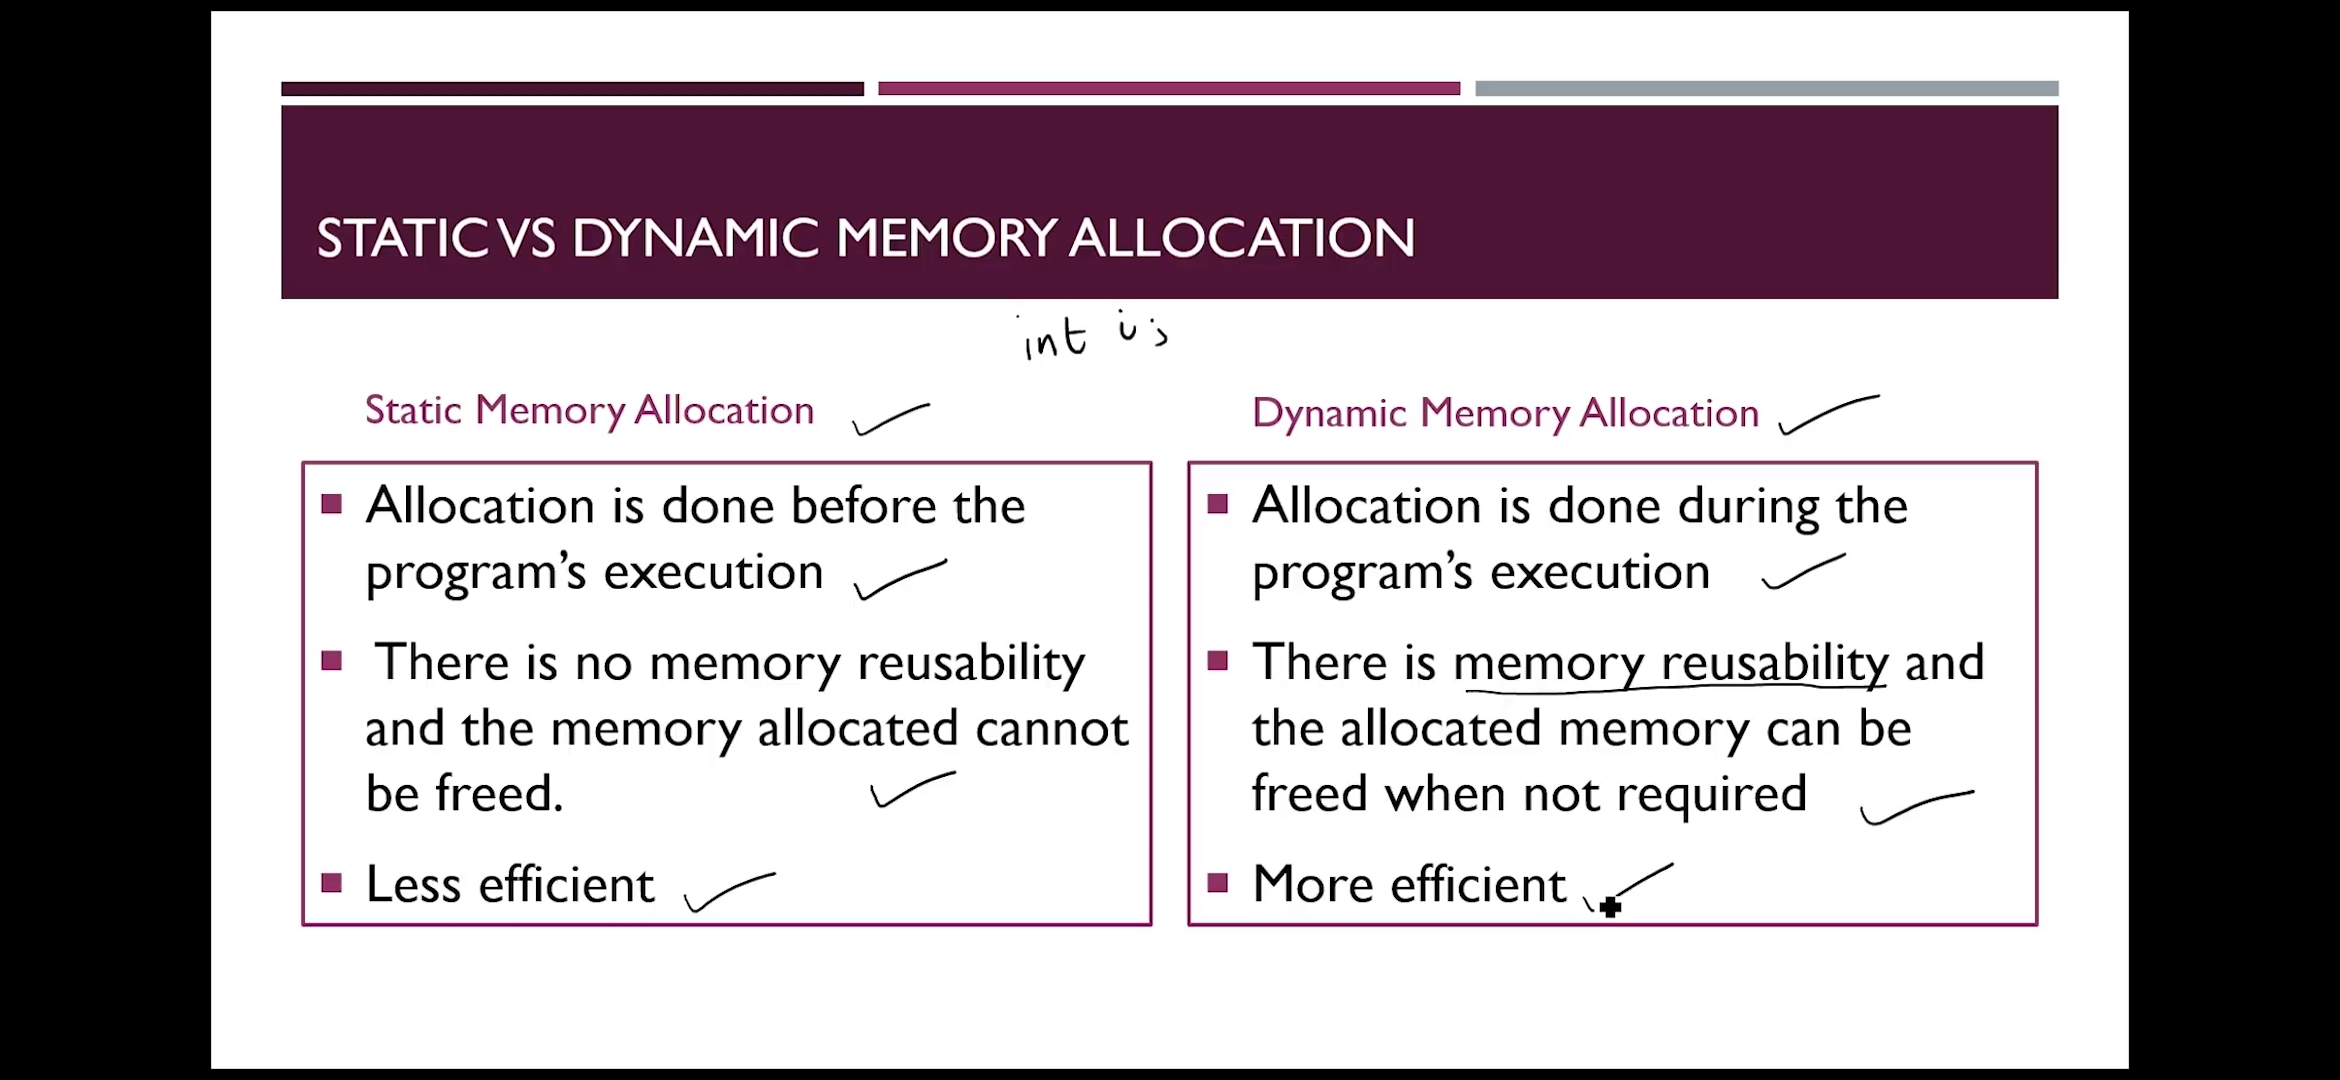 STATIC VS DYNAMIC MEMORY ALLOCATION
int i;
Static Memory Allocation
Allocation is done before the
program's execution
There is no memory reusability
and the memory allocated cannot
be freed.
Less efficient
Dynamic Memory Allocation
Allocation is done during the
program's execution
There is memory reusability and
the allocated memory can be
freed when not required
More efficient